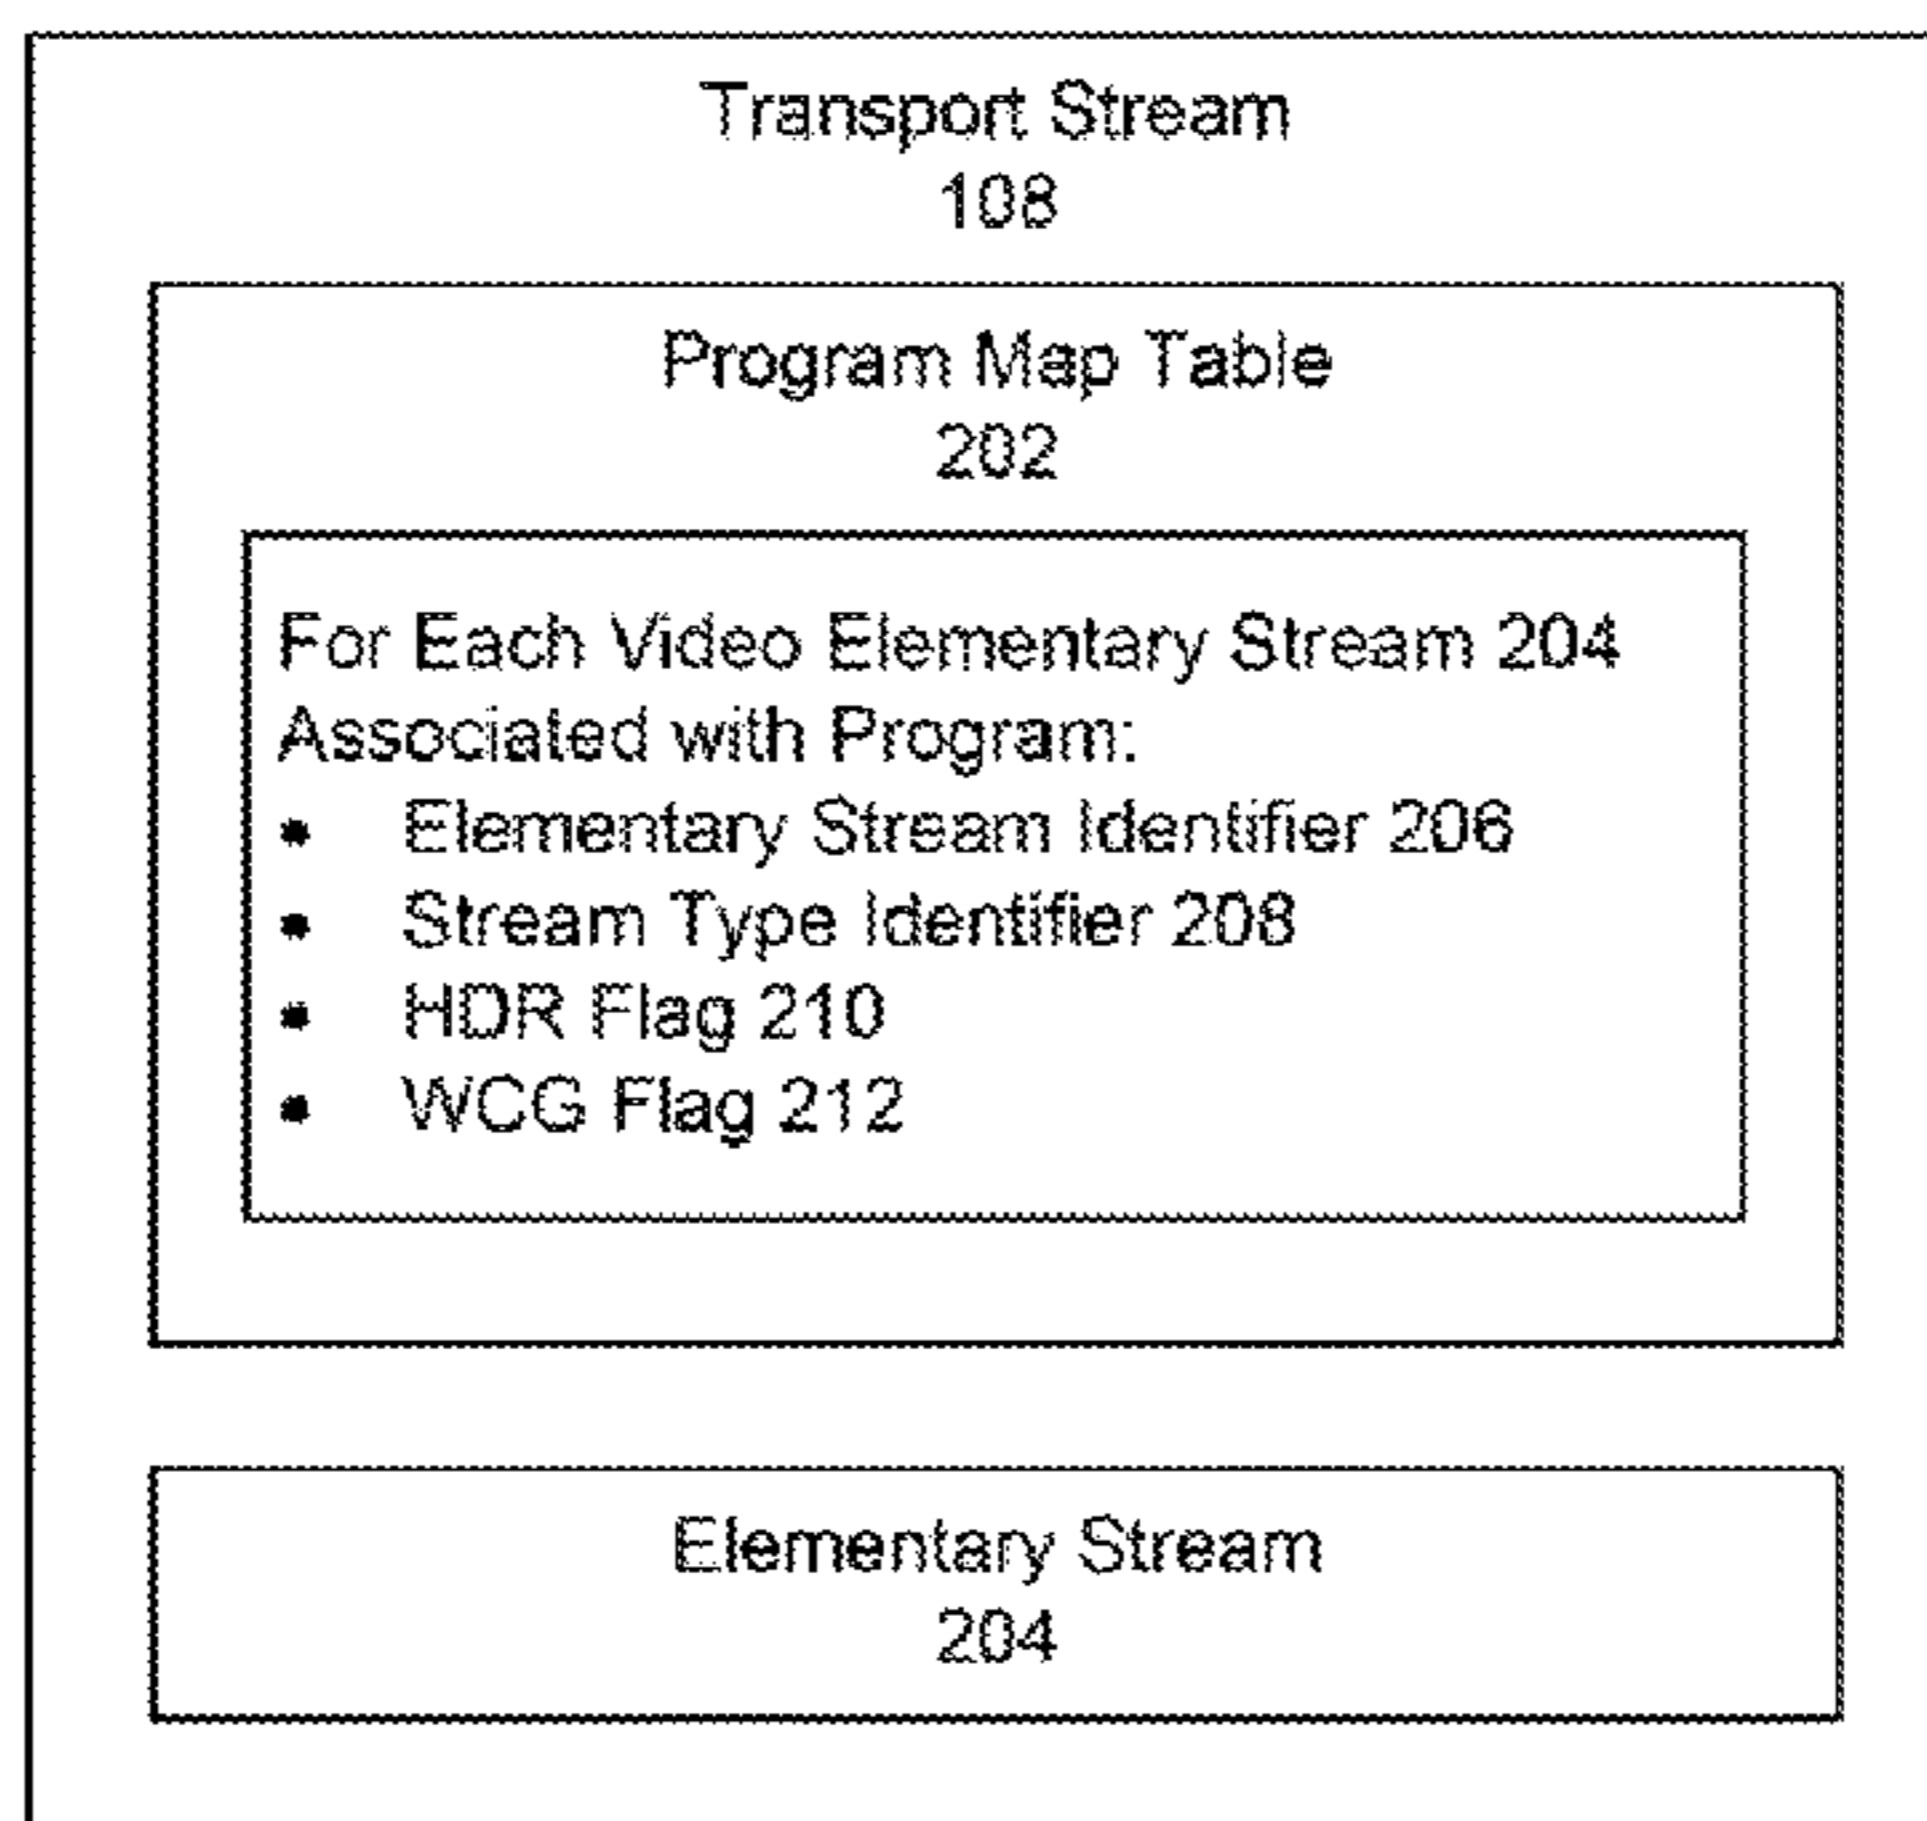 Transport Stream
108
Program Map Table
202
For Each Video Elementary Stream 204
Associated with Program:
• Elementary Stream Identifier 206
• Stream Type Identifier 208
• HDR Flag 210
• WCG Flag 212
Elementary Stream
204